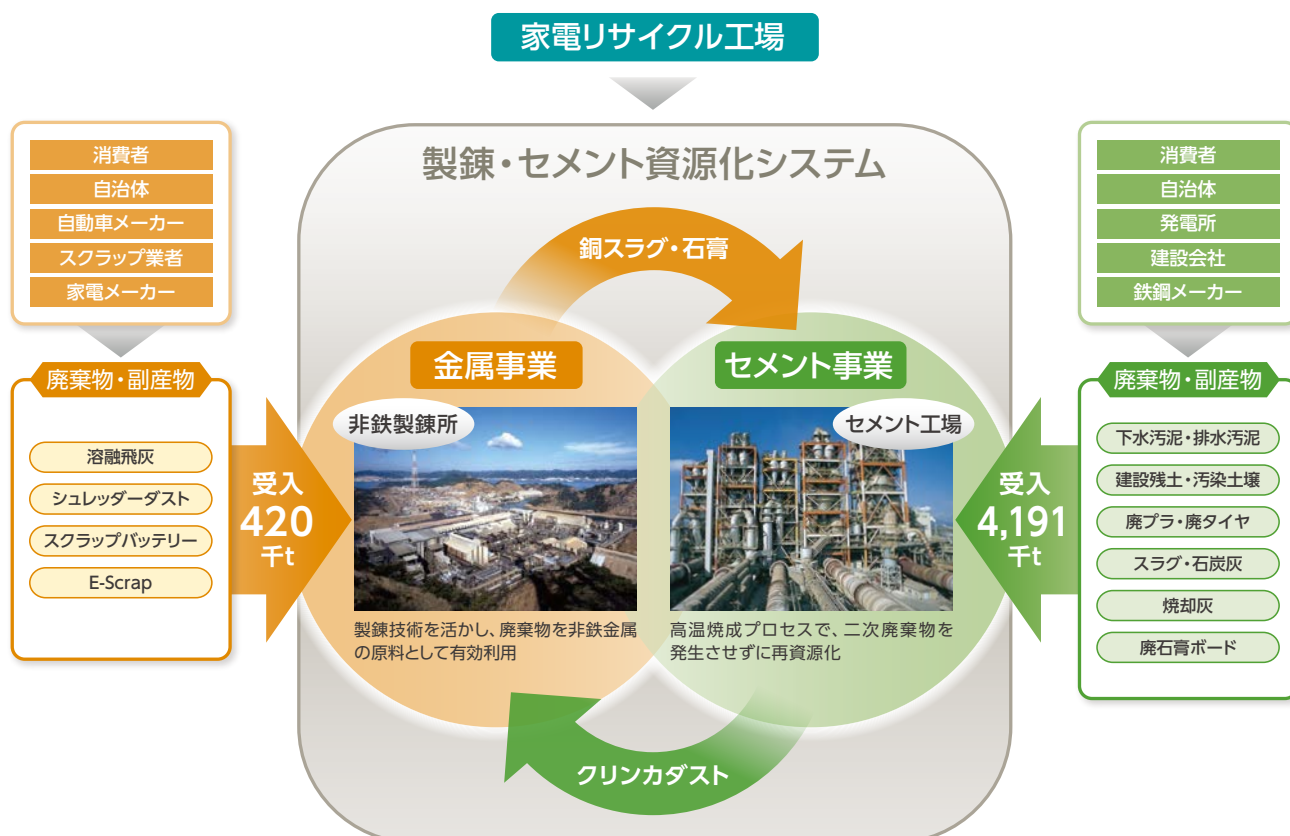 家電リサイクル工場
製錬・セメント資源化システム
消費者
自治体
自動車メーカー
スクラップ業者
家電メーカー
廃棄物・副産物
溶融飛灰
シュレッダーダスト
スクラップバッテリー
E-Scrap
受入
420
千t
銅スラグ・石膏
金属事業
非鉄製錬所
製錬技術を活かし、廃棄物を非鉄金属
の原料として有効利用
セメント事業
セメント工場
高温焼成プロセスで、二次廃棄物を
発生させずに再資源化
クリンカダスト
消費者
自治体
発電所
建設会社
鉄鋼メーカー
廃棄物・副産物
下水汚泥・排水汚泥
建設残土・汚染土壌
廃プラ・廃タイヤ
スラグ・石炭灰
焼却灰
廃石膏ボード
受入
4,191
千t